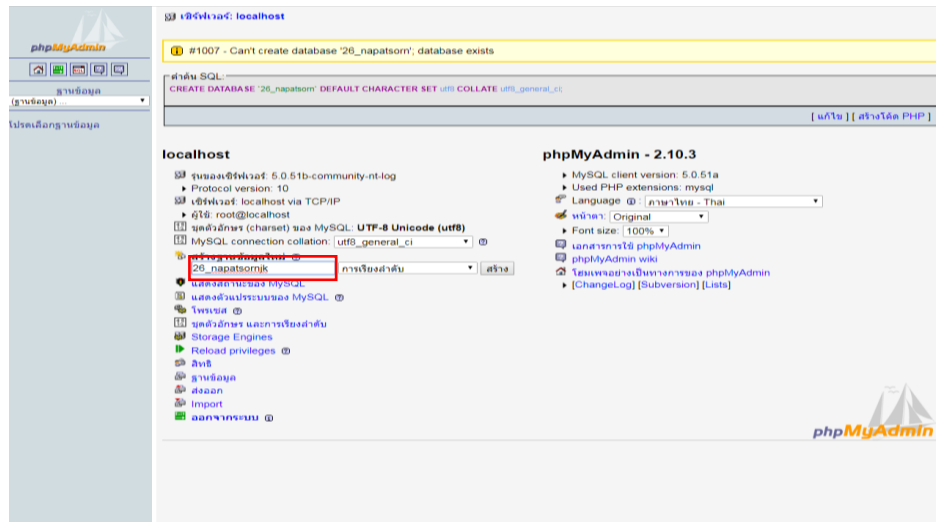 phpMyAdmin
ฐานข้อมูล
(ฐานข้อมูล) ...
โปรดเลือกฐานข้อมูล
เซิร์ฟเวอร์: localhost
#1007 - Can't create database '26_napatsorn'; database exists
คำค้น SQL:
CREATE DATABASE `26_napatsorn` DEFAULT CHARACTER SET utf8 COLLATE utf8_general_ci;
[ แก้ไข ] [ สร้างโค้ด PHP ]
localhost
รุ่นของเซิร์ฟเวอร์: 5.0.51b-community-nt-log
Protocol version: 10
เซิร์ฟเวอร์: localhost via TCP/IP
ผู้ใช้: root@localhost
ชุดตัวอักษร (charset) ของ MySQL: UTF-8 Unicode (utf8)
MySQL connection collation: utf8_general_ci
สร้างฐานข้อมูลใหม่
26_napatsornjk การเรียงลำดับ สร้าง
แสดงสถานะของ MySQL
แสดงตัวแปรระบบของ MySQL
โพรเซส
ชุดตัวอักษร และการเรียงลำดับ
Storage Engines
Reload privileges
สิทธิ
ฐานข้อมูล
ส่งออก
Import
ออกจากระบบ
phpMyAdmin - 2.10.3
MySQL client version: 5.0.51a
Used PHP extensions: mysql
Language : ภาษาไทย - Thai
หน้าตา: Original
Font size: 100%
เอกสารการใช้ phpMyAdmin
phpMyAdmin wiki
โฮมเพจอย่างเป็นทางการของ phpMyAdmin
[ChangeLog] [Subversion] [Lists]
phpMyAdmin